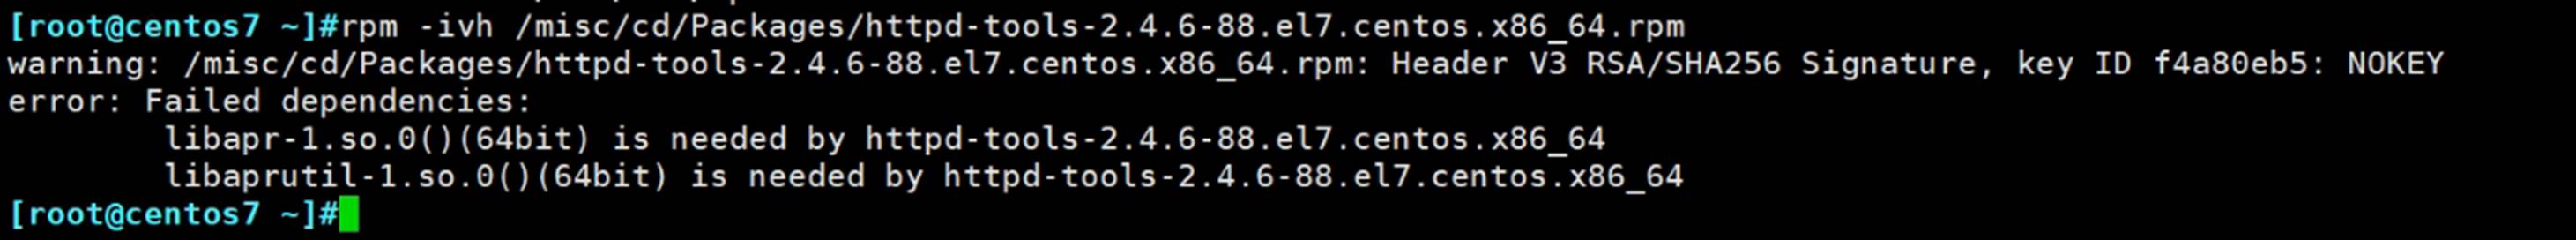 [root@centos7 ~]#rpm -ivh /misc/cd/Packages/httpd-tools-2.4.6-88.el7.centos.x86_64.rpm
warning: /misc/cd/Packages/httpd-tools-2.4.6-88.el7.centos.x86_64.rpm: Header V3 RSA/SHA256 Signature, key ID f4a80eb5: NOKEY
error: Failed dependencies:
        libapr-1.so.0()(64bit) is needed by httpd-tools-2.4.6-88.el7.centos.x86_64
        libaprutil-1.so.0()(64bit) is needed by httpd-tools-2.4.6-88.el7.centos.x86_64
[root@centos7 ~]#